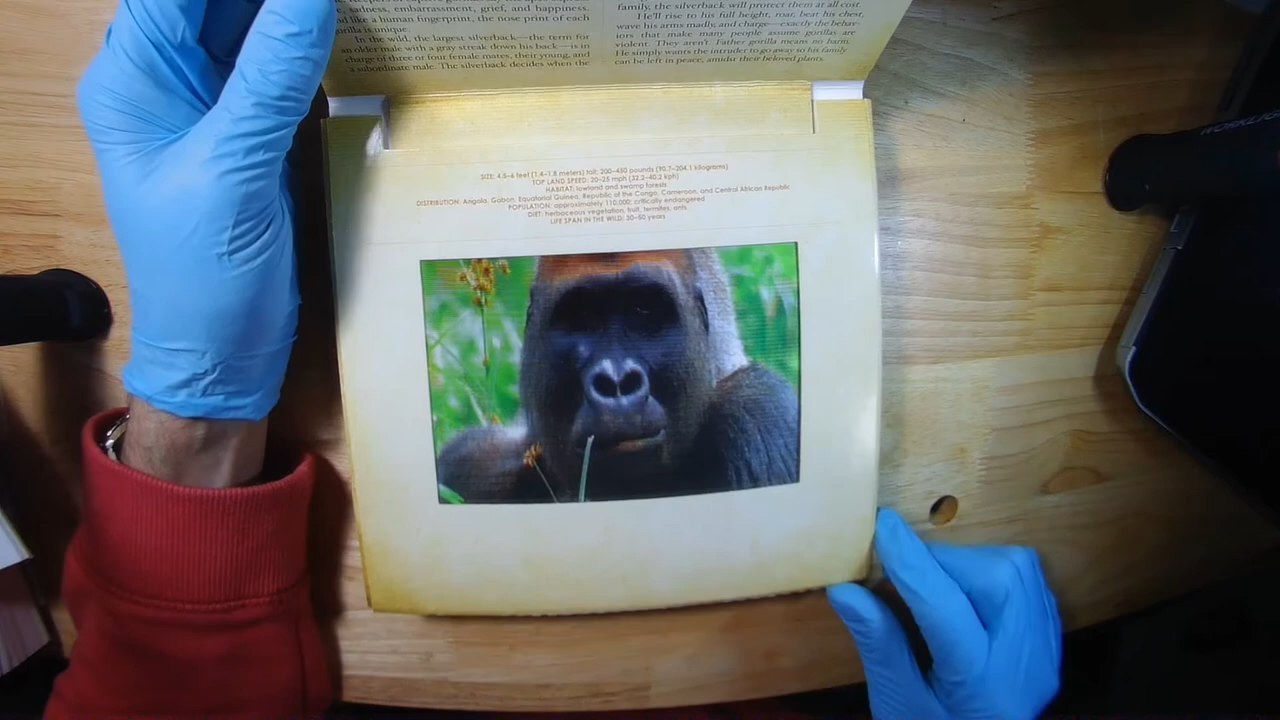 sadness, embarrassment, grief, and happiness.
like a human fingerprint, the nose print of each
gorilla is unique.
In the wild, the largest silverback—the term for
an older male with a gray streak down his back—is in
charge of three or four female mates, their young, and
a subordinate male. The silverback decides when the
family, the silverback will protect them at all cost.
He'll rise to his full height, roar, beat his chest,
wave his arms madly, and charge—exactly the behav-
iors that make many people assume gorillas are
violent. They aren't. Father gorilla means no harm.
He simply wants the intruder to go away so his family
can be left in peace, amidst their beloved plants.
SIZE: 4.5–6 feet (1.4–1.8 meters) tall; 200–450 pounds (90.7–204.1 kilograms)
TOP LAND SPEED: 20–25 mph (32.2–40.2 kph)
HABITAT: lowland and swamp forests
DISTRIBUTION: Angola, Gabon, Equatorial Guinea, Republic of the Congo, Cameroon, and Central African Republic
POPULATION: approximately 110,000; critically endangered
DIET: herbaceous vegetation, fruit, termites, ants
LIFE SPAN IN THE WILD: 30–50 years